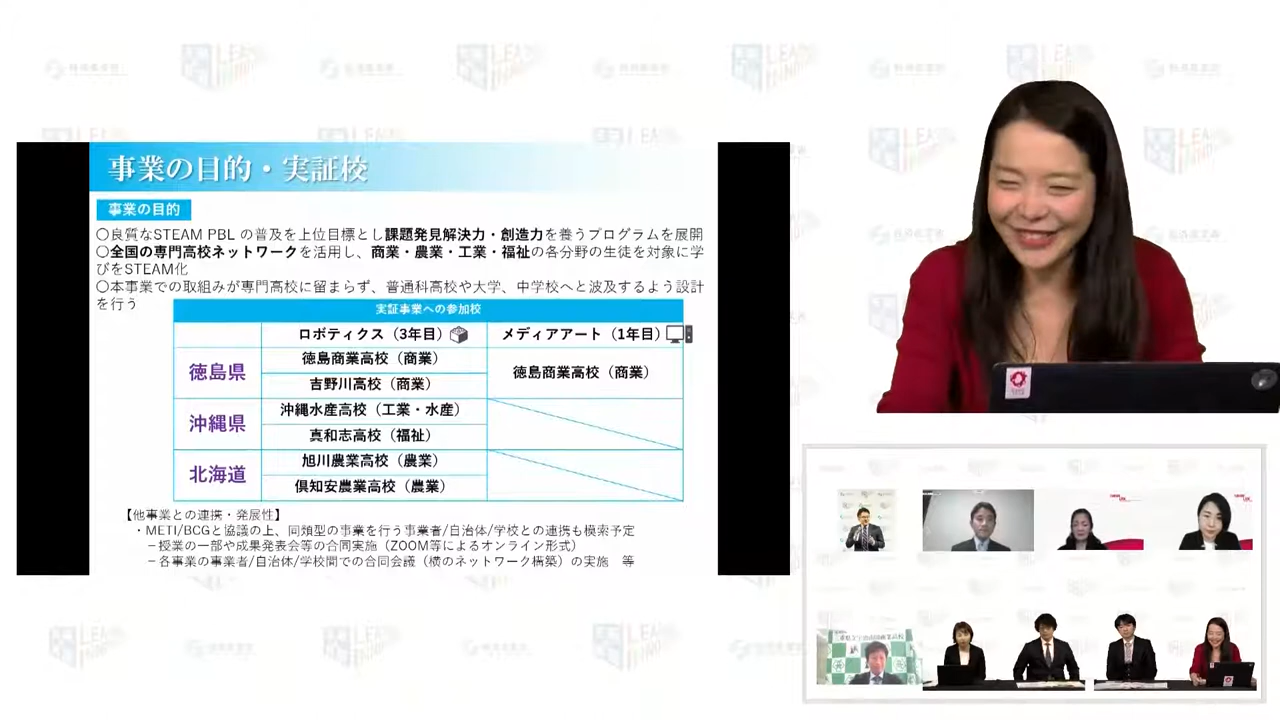 事業の目的・実証校
事業の目的
〇良質なSTEAM PBL の普及を上位目標とし課題発見解決力・創造力を養うプログラムを展開
〇全国の専門高校ネットワークを活用し、商業・農業・工業・福祉の各分野の生徒を対象に学
びをSTEAM化
〇本事業での取組みが専門高校に留まらず、普通科高校や大学、中学校へと波及するよう設計
を行う
実証事業への参加校
ロボティクス（3年目） メディアアート（1年目）
徳島県 徳島商業高校（商業） 徳島商業高校（商業）
吉野川高校（商業）
沖縄県 沖縄水産高校（工業・水産）
真和志高校（福祉）
北海道 旭川農業高校（農業）
倶知安農業高校（農業）
【他事業との連携・発展性】
・METI/BCGと協議の上、同類型の事業を行う事業者/自治体/学校との連携も模索予定
－授業の一部や成果発表会等の合同実施（ZOOM等によるオンライン形式）
－各事業の事業者/自治体/学校間での合同会議（横のネットワーク構築）の実施　等